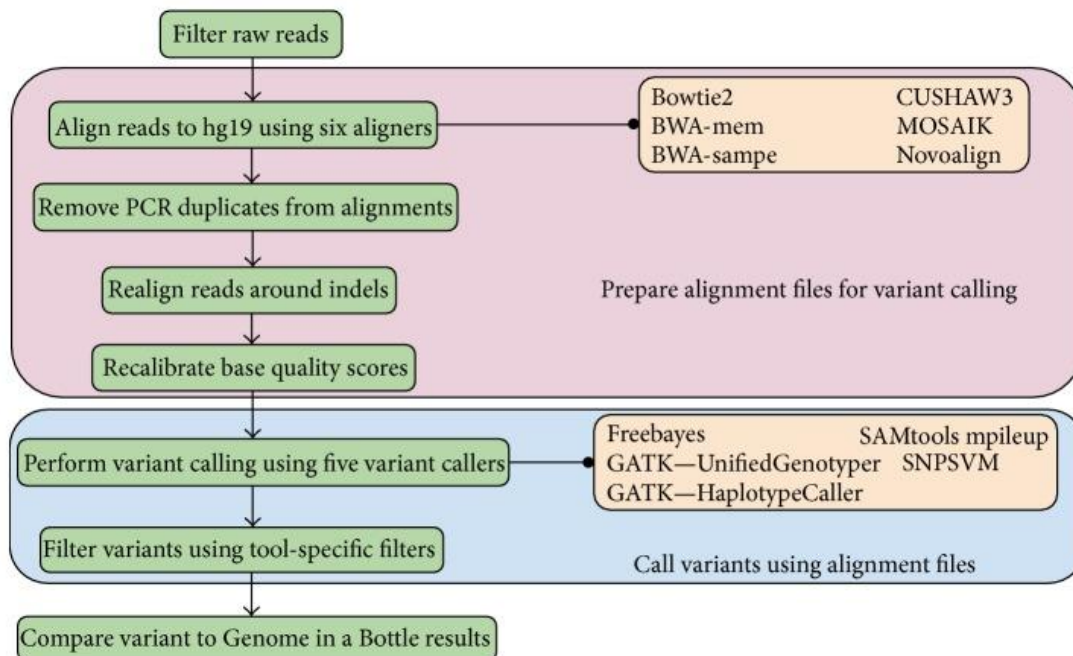 Filter raw reads
Align reads to hg19 using six aligners
Bowtie2
BWA-mem
BWA-sampe
CUSHAW3
MOSAIK
Novoalign
Remove PCR duplicates from alignments
Realign reads around indels
Prepare alignment files for variant calling
Recalibrate base quality scores
Perform variant calling using five variant callers
Freebayes
GATK—UnifiedGenotyper
GATK—HaplotypeCaller
SAMtools mpileup
SNPSVM
Filter variants using tool-specific filters
Call variants using alignment files
Compare variant to Genome in a Bottle results